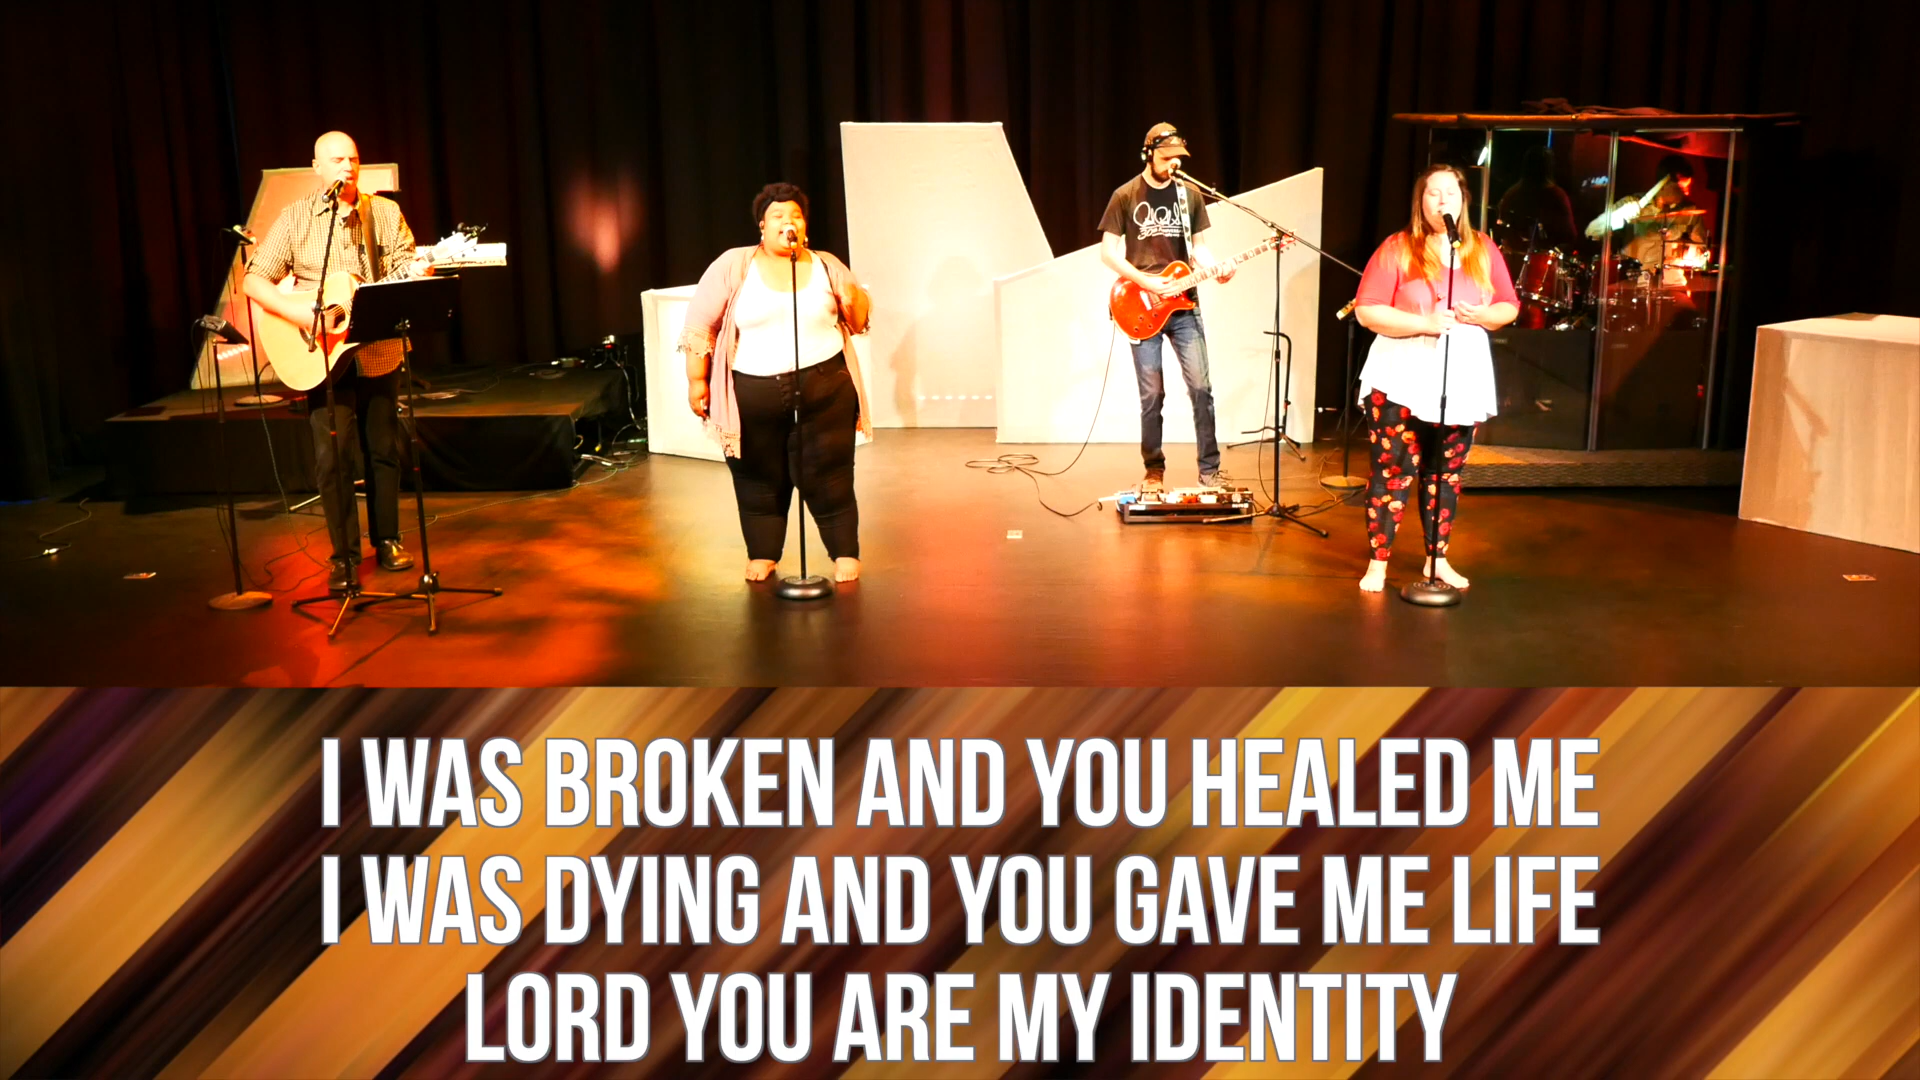 I WAS BROKEN AND YOU HEALED ME
I WAS DYING AND YOU GAVE ME LIFE
LORD YOU ARE MY IDENTITY